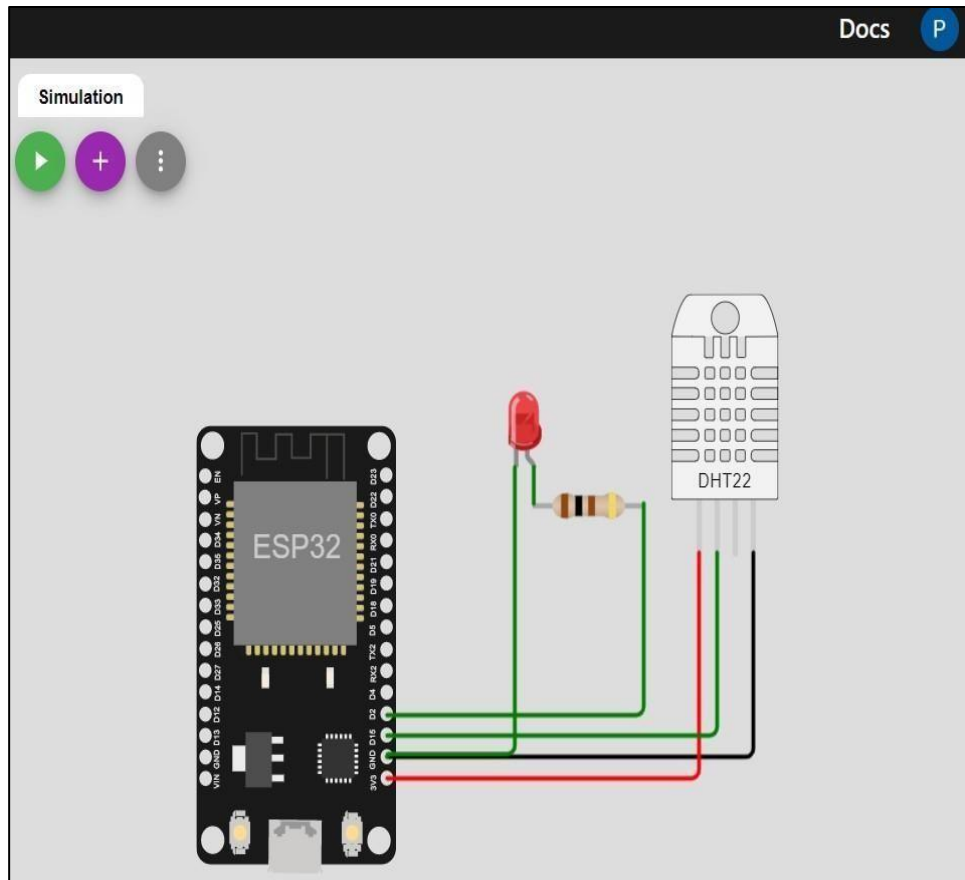 Docs P
Simulation
DHT22
ESP32
EN
VP
VN
D34
D35
D32
D33
D25
D26
D27
D14
D12
D13
GND
VIN
D23
D22
TX0
RX0
D21
D19
D18
D5
TX2
RX2
D4
D2
D15
GND
3V3